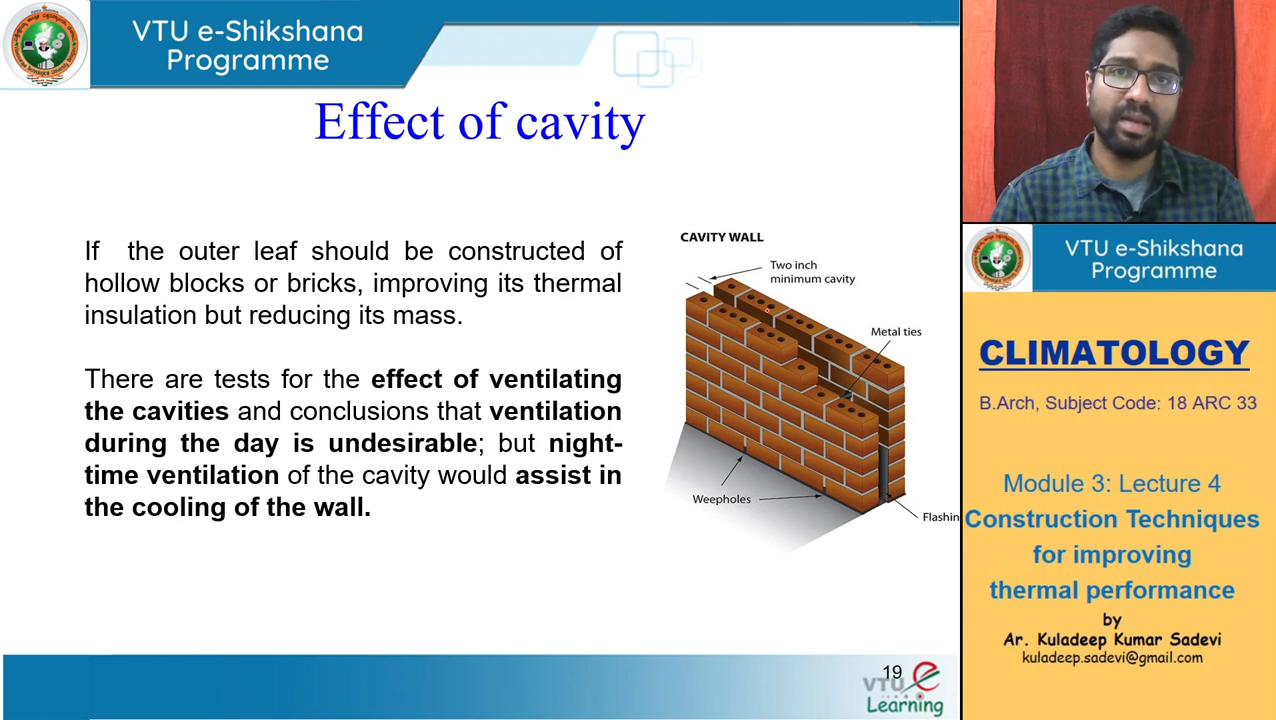 VTU e-Shikshana
Programme
Effect of cavity
If the outer leaf should be constructed of
hollow blocks or bricks, improving its thermal
insulation but reducing its mass.
There are tests for the effect of ventilating
the cavities and conclusions that ventilation
during the day is undesirable; but night-
time ventilation of the cavity would assist in
the cooling of the wall.
CAVITY WALL
Two inch
minimum cavity
Metal ties
Weepholes
Flashin
19
VTU e
Learning
VTU e-Shikshana
Programme
CLIMATOLOGY
B.Arch, Subject Code: 18 ARC 33
Module 3: Lecture 4
Construction Techniques
for improving
thermal performance
by
Ar. Kuladeep Kumar Sadevi
kuladeep.sadevi@gmail.com